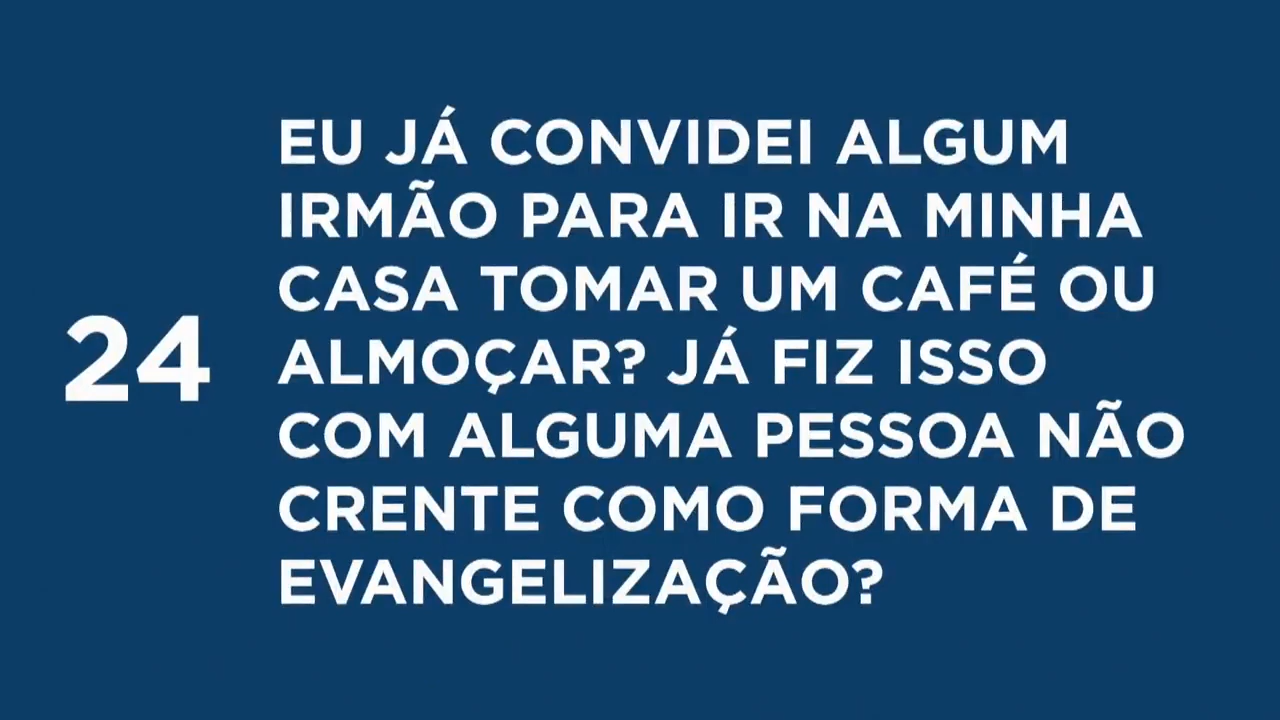 24
EU JÁ CONVIDEI ALGUM
IRMÃO PARA IR NA MINHA
CASA TOMAR UM CAFÉ OU
ALMOÇAR? JÁ FIZ ISSO
COM ALGUMA PESSOA NÃO
CRENTE COMO FORMA DE
EVANGELIZAÇÃO?